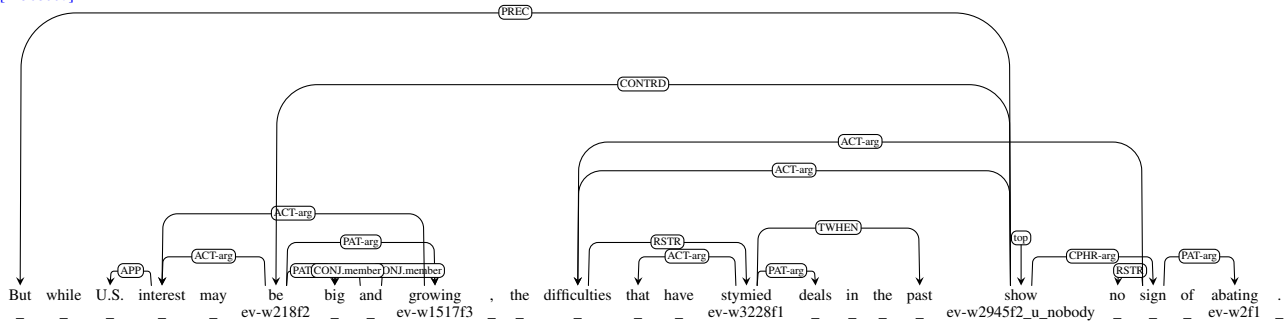 PREC
CONTRD
ACT-arg
ACT-arg
ACT-arg
TWHEN
top
PAT-arg
RSTR
ACT-arg
ACT-arg
CPHR-arg
PAT-arg
APP
PAT
CONJ.member
ONJ.member
PAT-arg
RSTR
But while U.S. interest may be big and growing , the difficulties that have stymied deals in the past show no sign of abating .
_ _ _ _ _ ev-w218f2 _ _ ev-w1517f3 _ _ _ _ _ ev-w3228f1 _ _ _ _ ev-w2945f2_u_nobody _ _ _ ev-w2f1 _
_ _ _ _ _ _ _ _ _ _ _ _ _ _ _ _ _ _ _ _ _ _ _ _ _